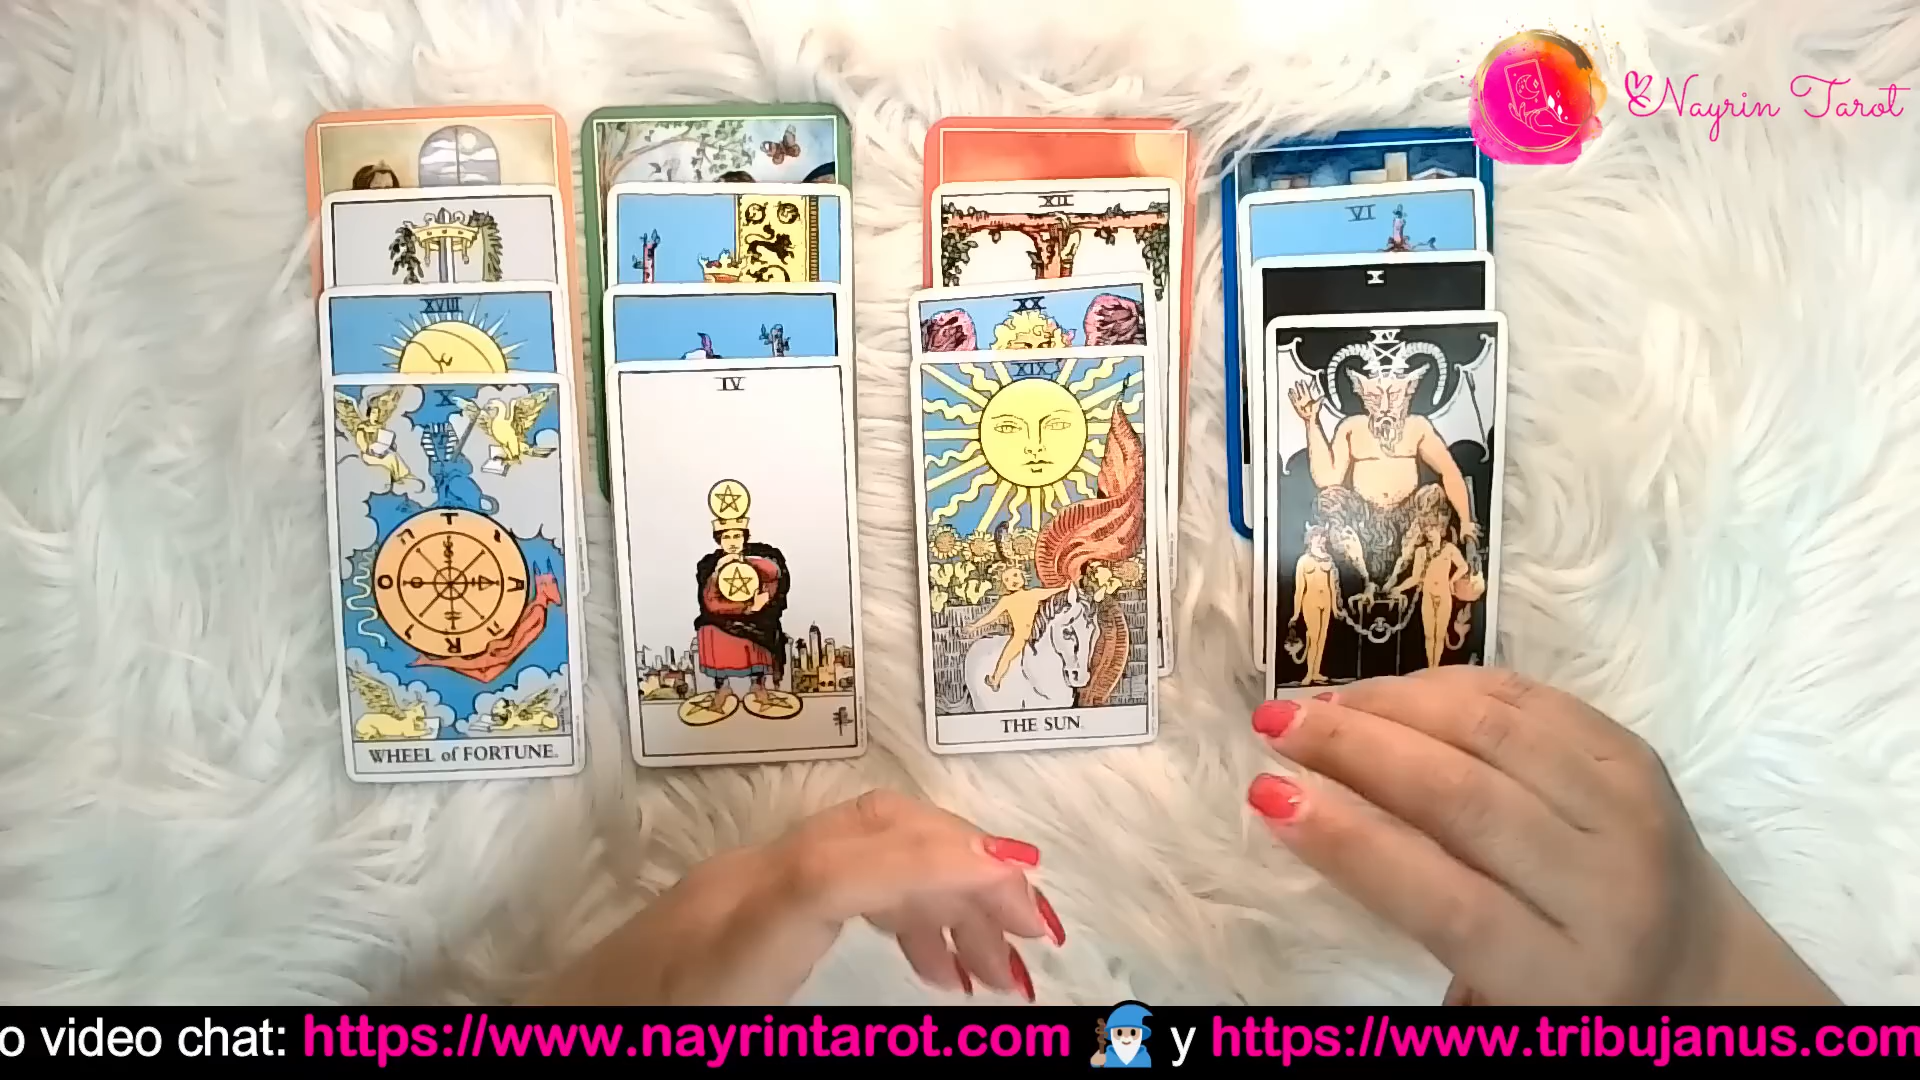 Nayrin Tarot
XII
VI
XVIII
XX
X
XV
XIX
IV
X
T
A
R
O
THE SUN.
WHEEL of FORTUNE.
o video chat: https://www.nayrintarot.com y https://www.tribujanus.com